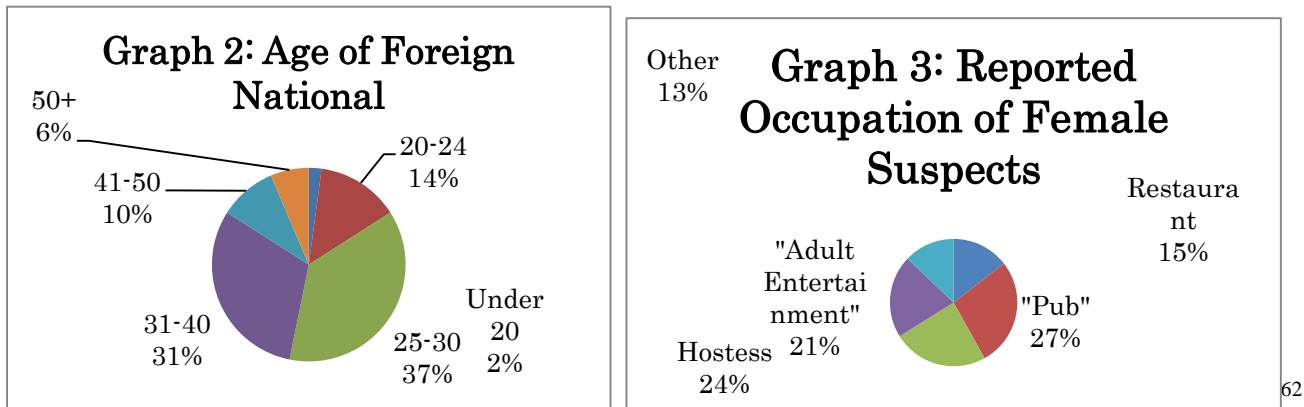 Graph 2: Age of Foreign
National
50+
6%
20-24
14%
41-50
10%
31-40
31%
25-30
37%
Under
20
2%
Graph 3: Reported
Occupation of Female
Suspects
Other
13%
Restaura
nt
15%
"Adult
Entertai
nment"
21%
"Pub"
27%
Hostess
24%
62